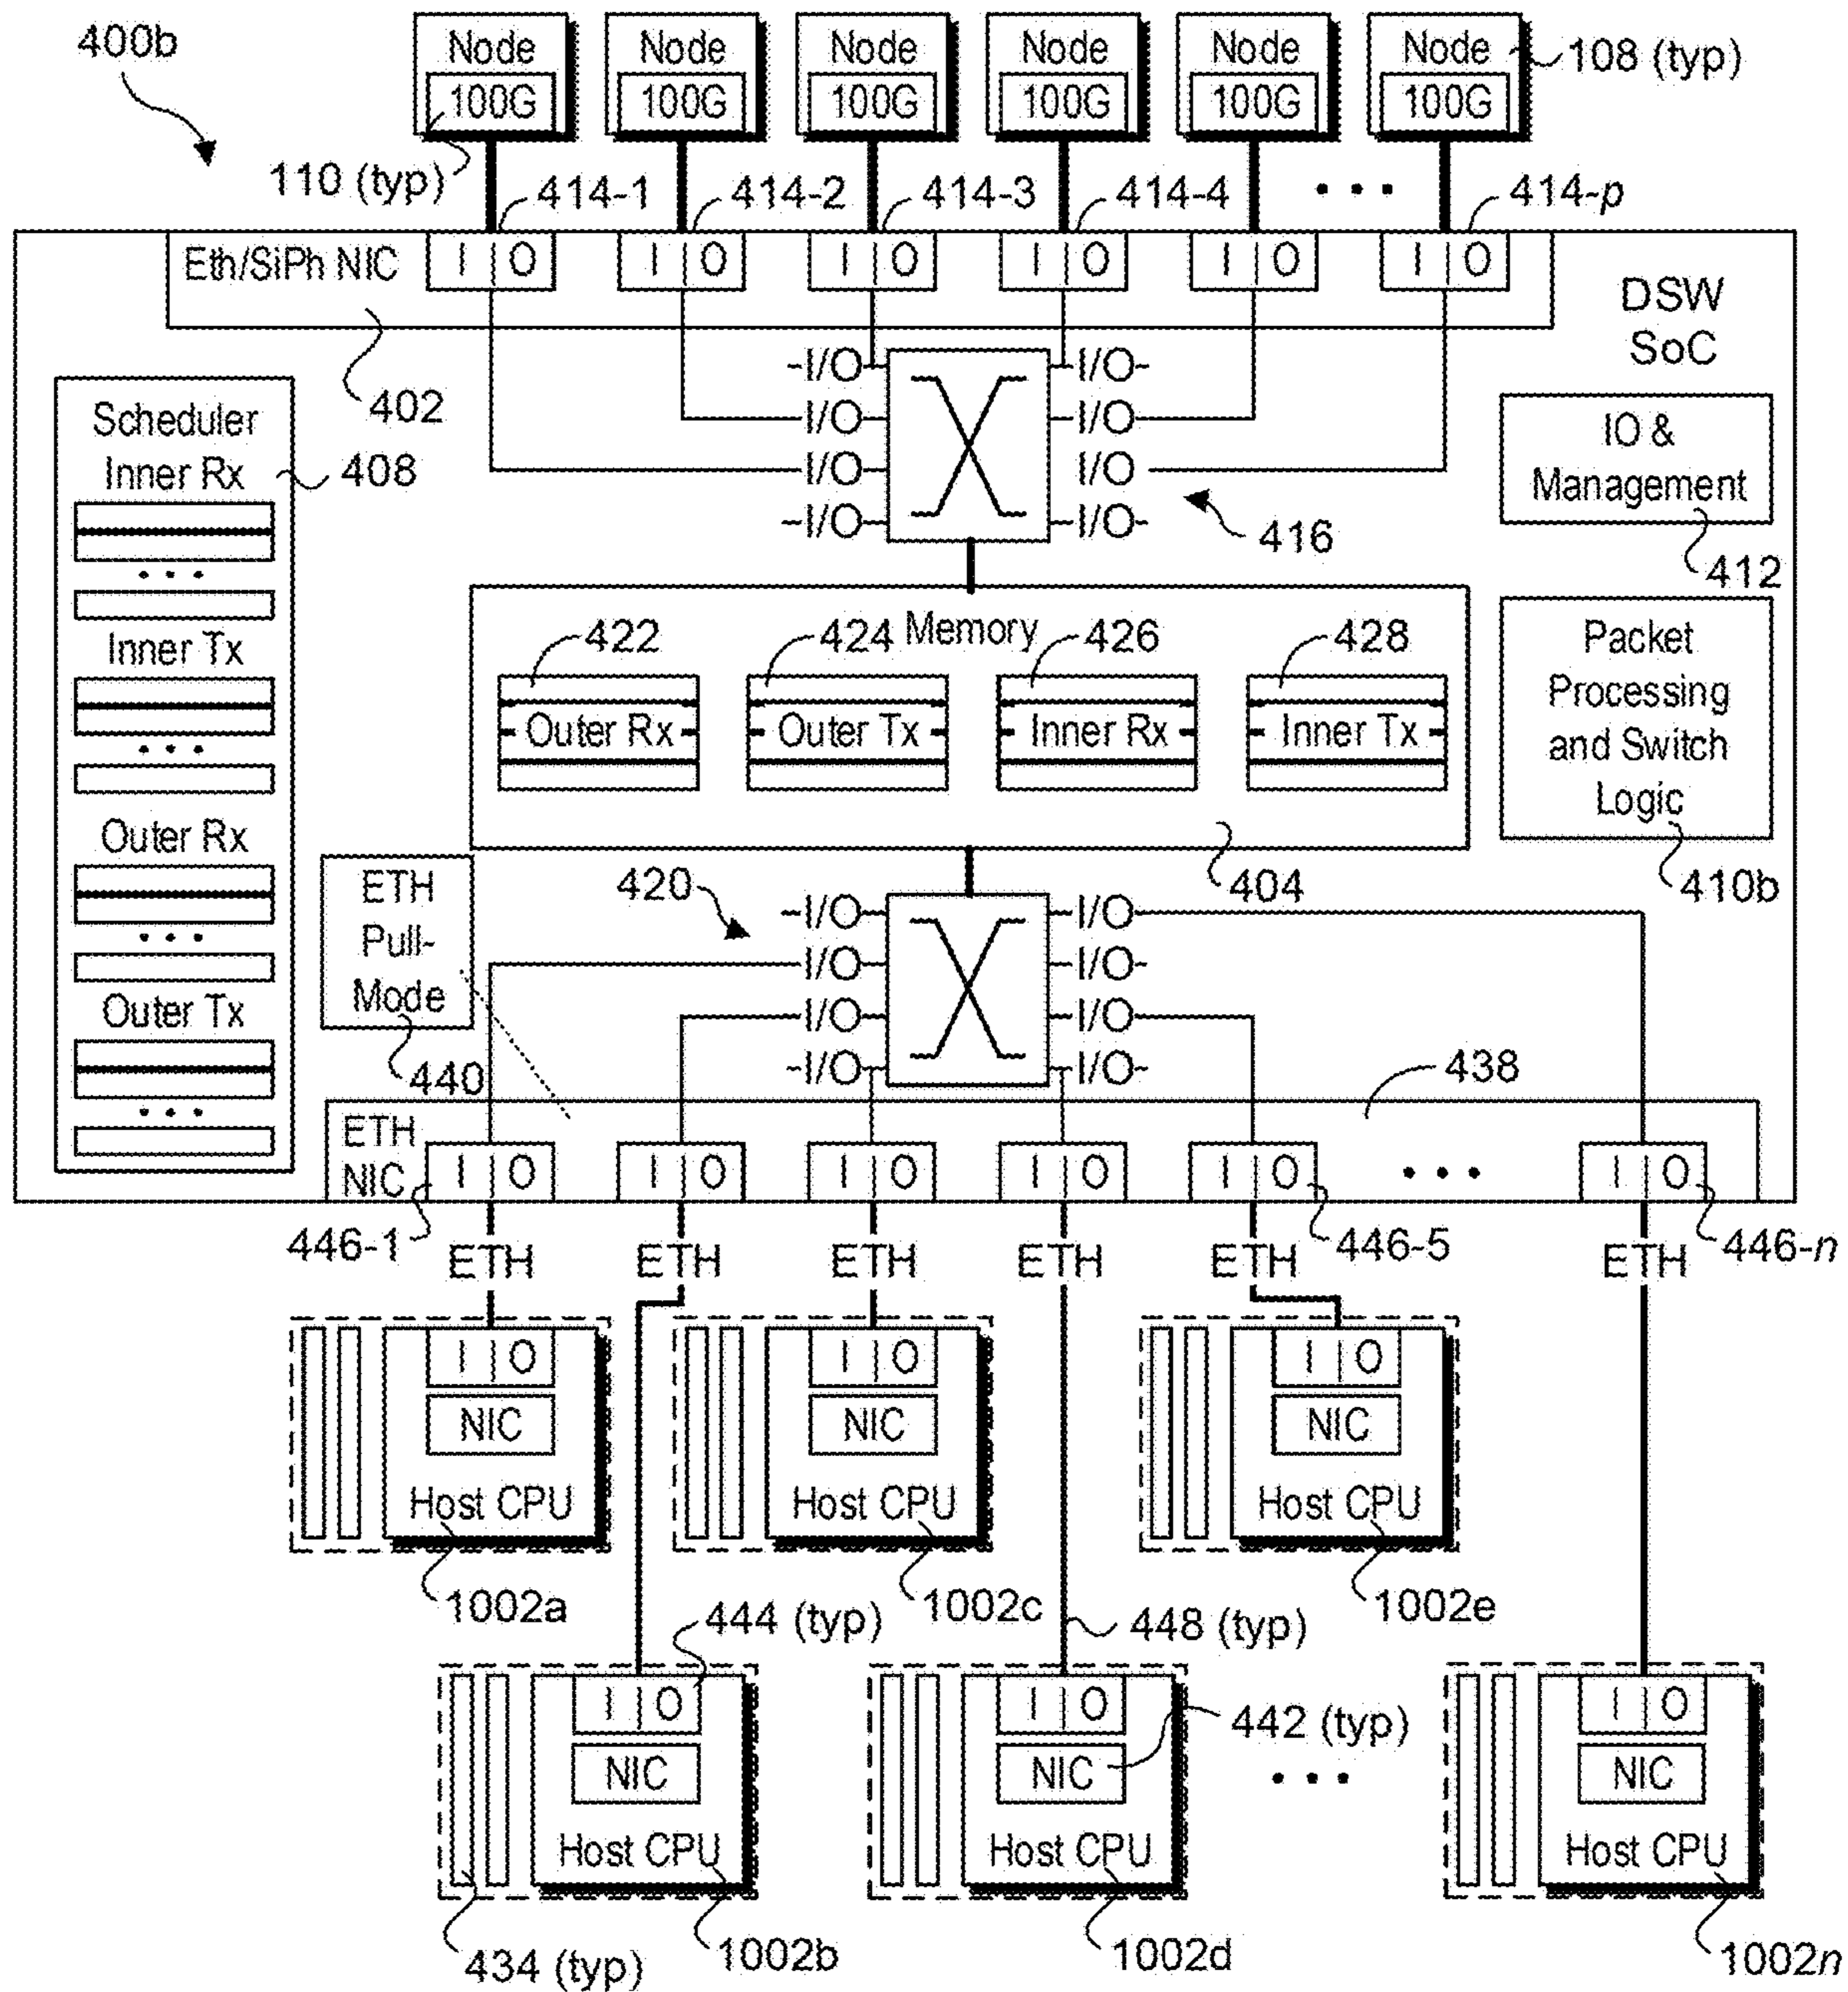 400b
Node Node Node Node Node Node 108 (typ)
100G 100G 100G 100G 100G 100G
110 (typ) 414-1 414-2 414-3 414-4 ... 414-p
Eth/SiPh NIC I O I O I O I O I O I O
DSW
SoC
402
-I/O I/O-
I/O I/O
I/O I/O
-I/O I/O-
416
Scheduler
Inner Rx
408
...
Inner Tx
...
Outer Rx
...
Outer Tx
...
IO &
Management
412
Memory
422 424 426 428
Outer Rx Outer Tx Inner Rx Inner Tx
404
Packet
Processing
and Switch
Logic
410b
ETH
Pull-
Mode
440
420
-I/O I/O
I/O I/O-
I/O I/O
-I/O I/O-
438
ETH
NIC
I O I O I O I O I O ... I O
446-1 446-5 446-n
ETH ETH ETH ETH ETH ETH
I O I O I O
NIC NIC NIC
Host CPU Host CPU Host CPU
1002a 1002c 1002e
444 (typ) 448 (typ)
I O I O I O
442 (typ)
NIC NIC ... NIC
Host CPU Host CPU Host CPU
434 (typ) 1002b 1002d 1002n